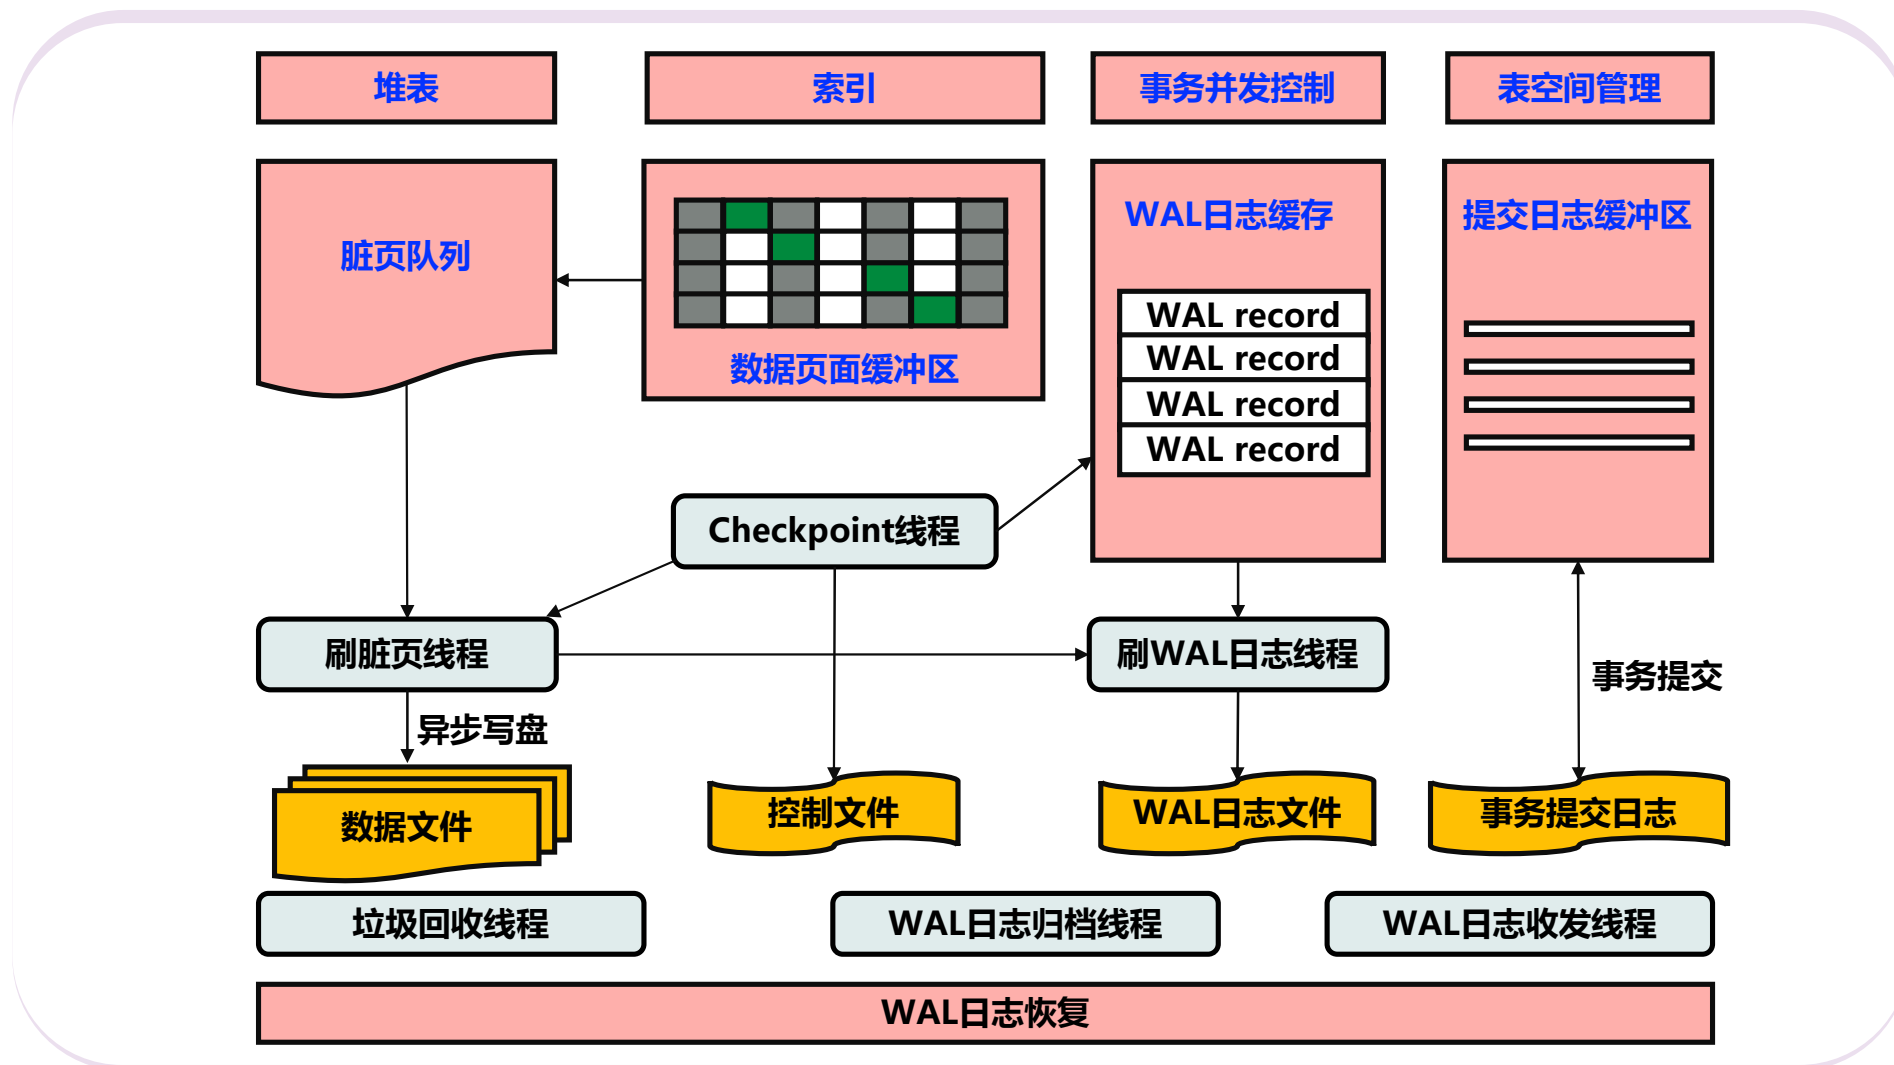 堆表
索引
事务并发控制
表空间管理
脏页队列
数据页面缓冲区
WAL日志缓存
WAL record
WAL record
WAL record
WAL record
提交日志缓冲区
Checkpoint线程
刷脏页线程
刷WAL日志线程
事务提交
异步写盘
数据文件
控制文件
WAL日志文件
事务提交日志
垃圾回收线程
WAL日志归档线程
WAL日志收发线程
WAL日志恢复